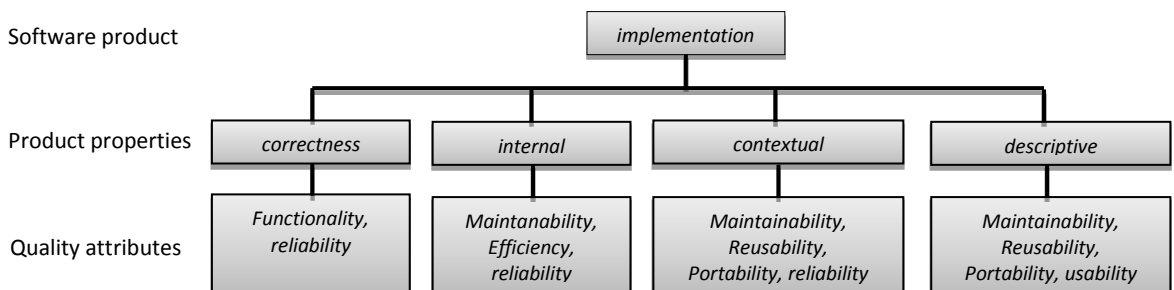 Software product
implementation
Product properties
correctness
internal
contextual
descriptive
Quality attributes
Functionality,
reliability
Maintanability,
Efficiency,
reliability
Maintainability,
Reusability,
Portability, reliability
Maintainability,
Reusability,
Portability, usability